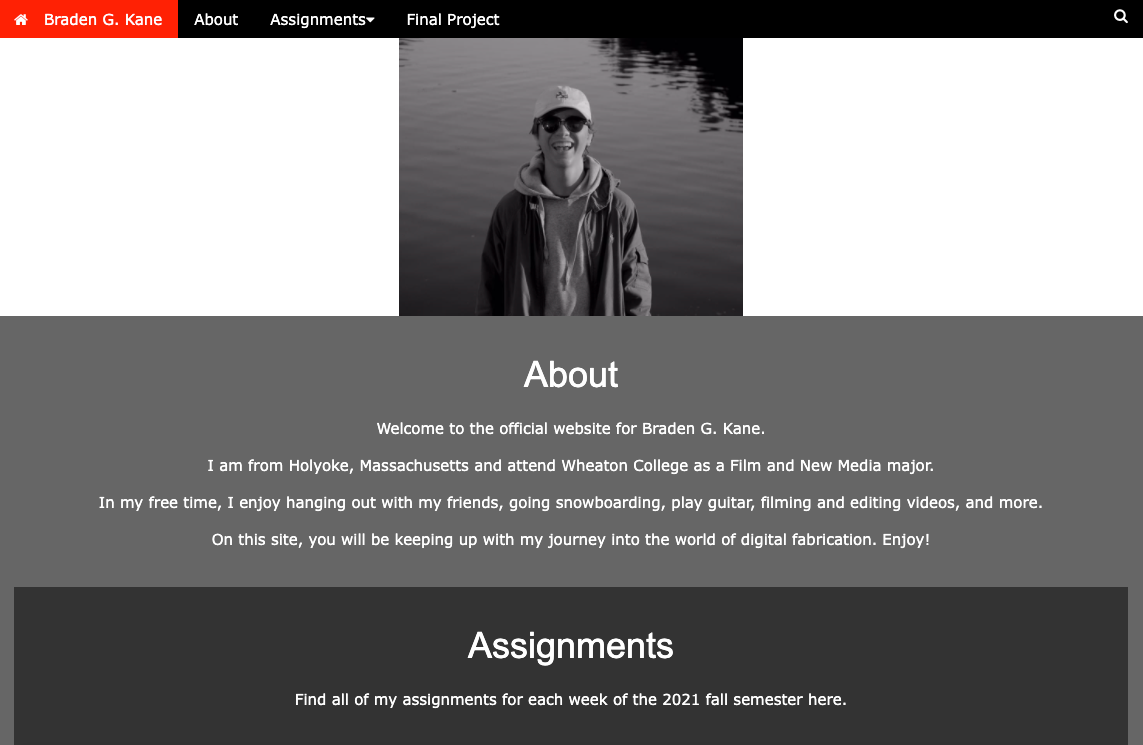 Braden G. Kane About Assignments Final Project
About
Welcome to the official website for Braden G. Kane.
I am from Holyoke, Massachusetts and attend Wheaton College as a Film and New Media major.
In my free time, I enjoy hanging out with my friends, going snowboarding, play guitar, filming and editing videos, and more.
On this site, you will be keeping up with my journey into the world of digital fabrication. Enjoy!
Assignments
Find all of my assignments for each week of the 2021 fall semester here.